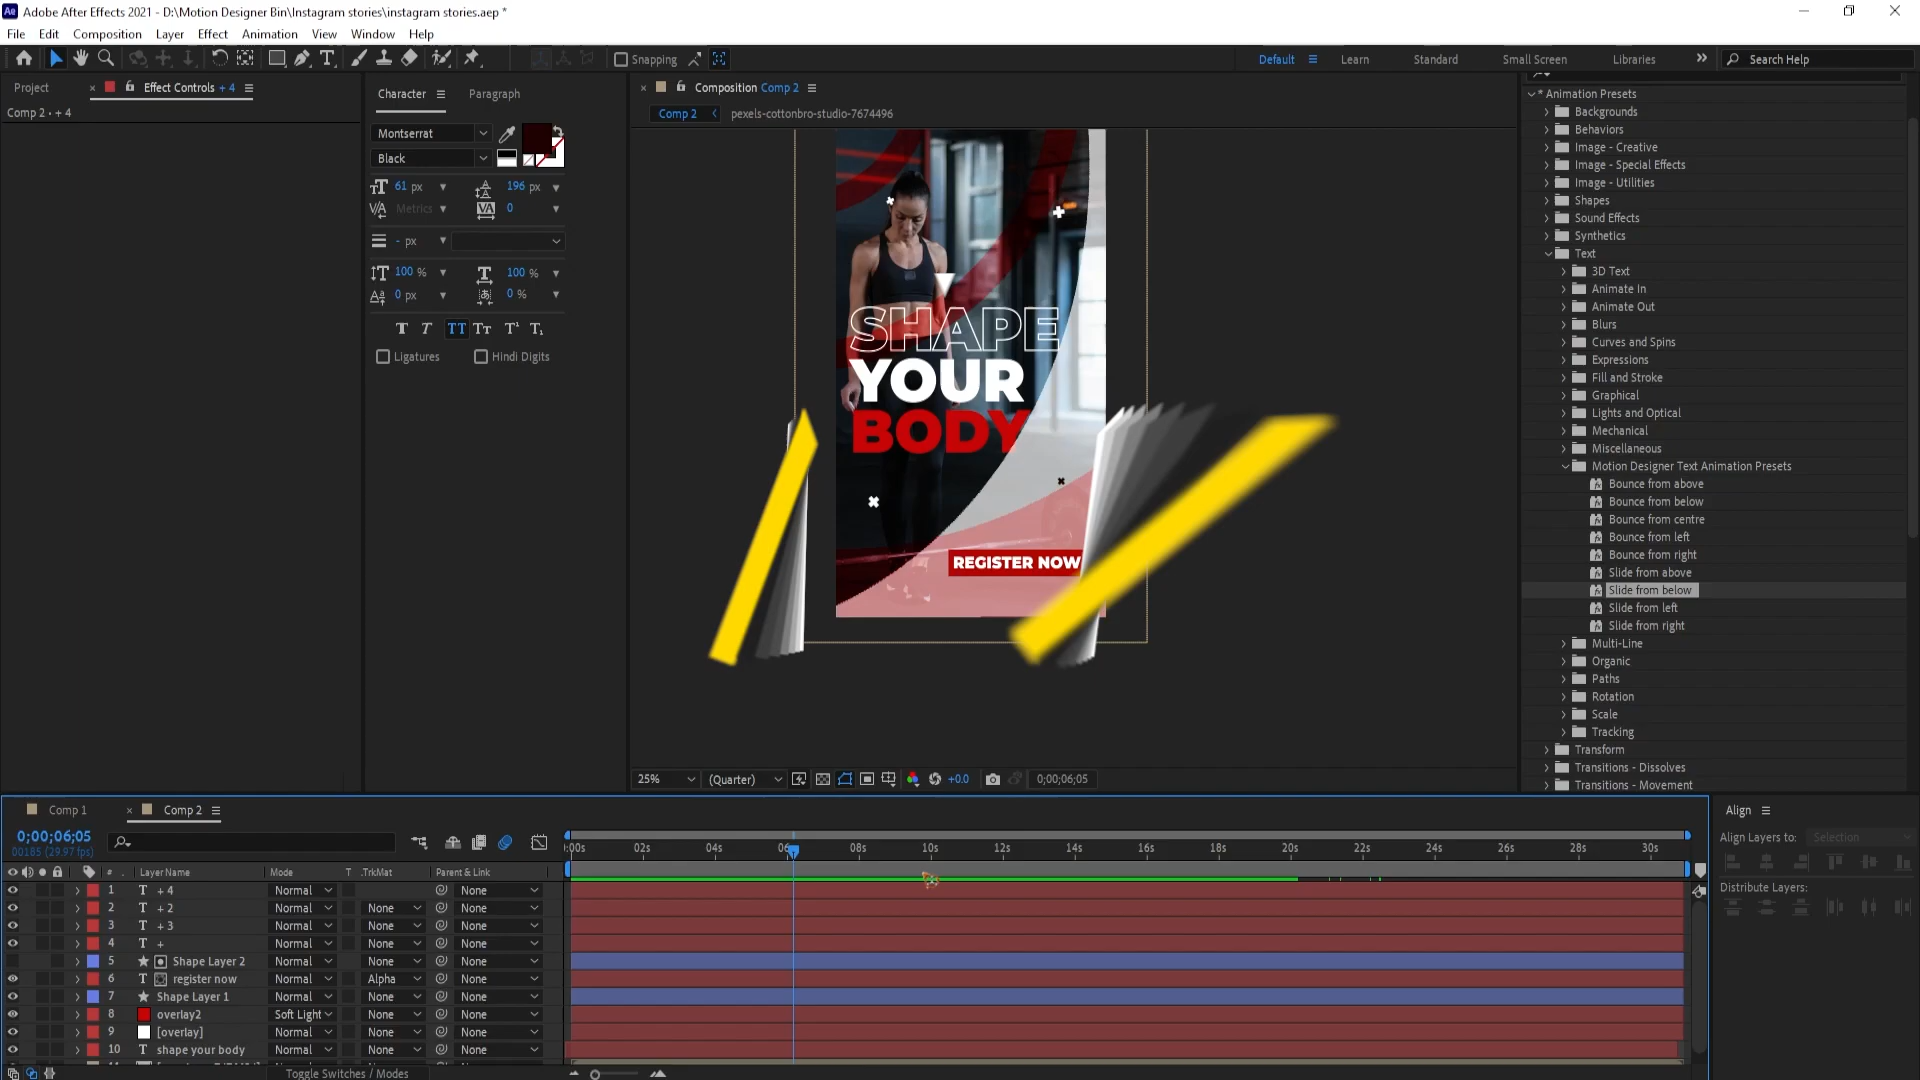 Adobe After Effects 2021 - D:\Motion Designer Bin\Instagram stories\instagram stories.aep *
File Edit Composition Layer Effect Animation View Window Help
Snapping
Default Learn Standard Small Screen Libraries Search Help
Project Effect Controls + 4
Comp 2 • + 4
Character Paragraph
Montserrat
Black
61 px 196 px
Metrics 0
- px
100 % 100 %
0 px 0 %
Ligatures Hindi Digits
Composition Comp 2
Comp 2 pexels-cottonbro-studio-7674496
SHAPE
YOUR
BODY
REGISTER NOW
25% (Quarter) +0.0 0;00;06;05
* Animation Presets
Backgrounds
Behaviors
Image - Creative
Image - Special Effects
Image - Utilities
Shapes
Sound Effects
Synthetics
Text
3D Text
Animate In
Animate Out
Blurs
Curves and Spins
Expressions
Fill and Stroke
Graphical
Lights and Optical
Mechanical
Miscellaneous
Motion Designer Text Animation Presets
Bounce from above
Bounce from below
Bounce from centre
Bounce from left
Bounce from right
Slide from above
Slide from below
Slide from left
Slide from right
Multi-Line
Organic
Paths
Rotation
Scale
Tracking
Transform
Transitions - Dissolves
Transitions - Movement
Comp 1 Comp 2
0;00;06;05
00185 (29.97 fps)
:00s 02s 04s 06s 08s 10s 12s 14s 16s 18s 20s 22s 24s 26s 28s 30s
# Layer Name Mode T .TrkMat Parent & Link
1 + 4 Normal None
2 + 2 Normal None None
3 + 3 Normal None None
4 + Normal None None
5 Shape Layer 2 Normal None None
6 register now Normal Alpha None
7 Shape Layer 1 Normal None None
8 overlay2 Soft Light None None
9 [overlay] Normal None None
10 shape your body Normal None None
Toggle Switches / Modes
Align
Align Layers to: Selection
Distribute Layers: